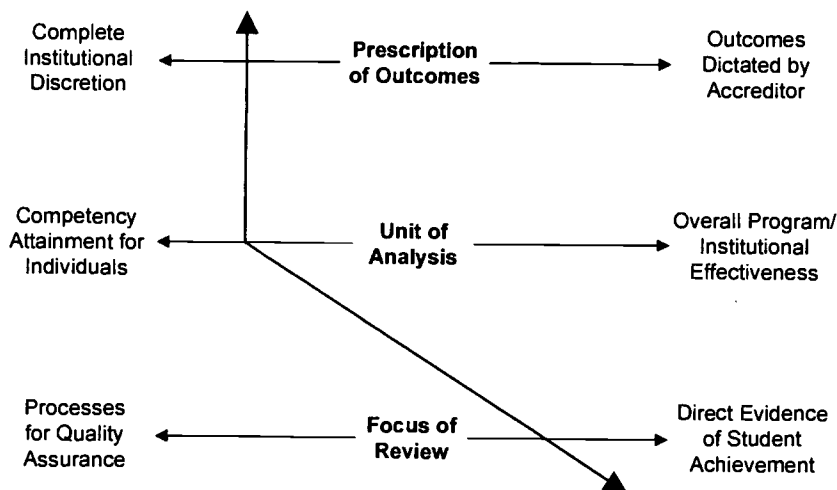 Complete
Institutional
Discretion
Prescription
of Outcomes
Outcomes
Dictated by
Accreditor
Competency
Attainment for
Individuals
Unit of
Analysis
Overall Program/
Institutional
Effectiveness
Processes
for Quality
Assurance
Focus of
Review
Direct Evidence
of Student
Achievement